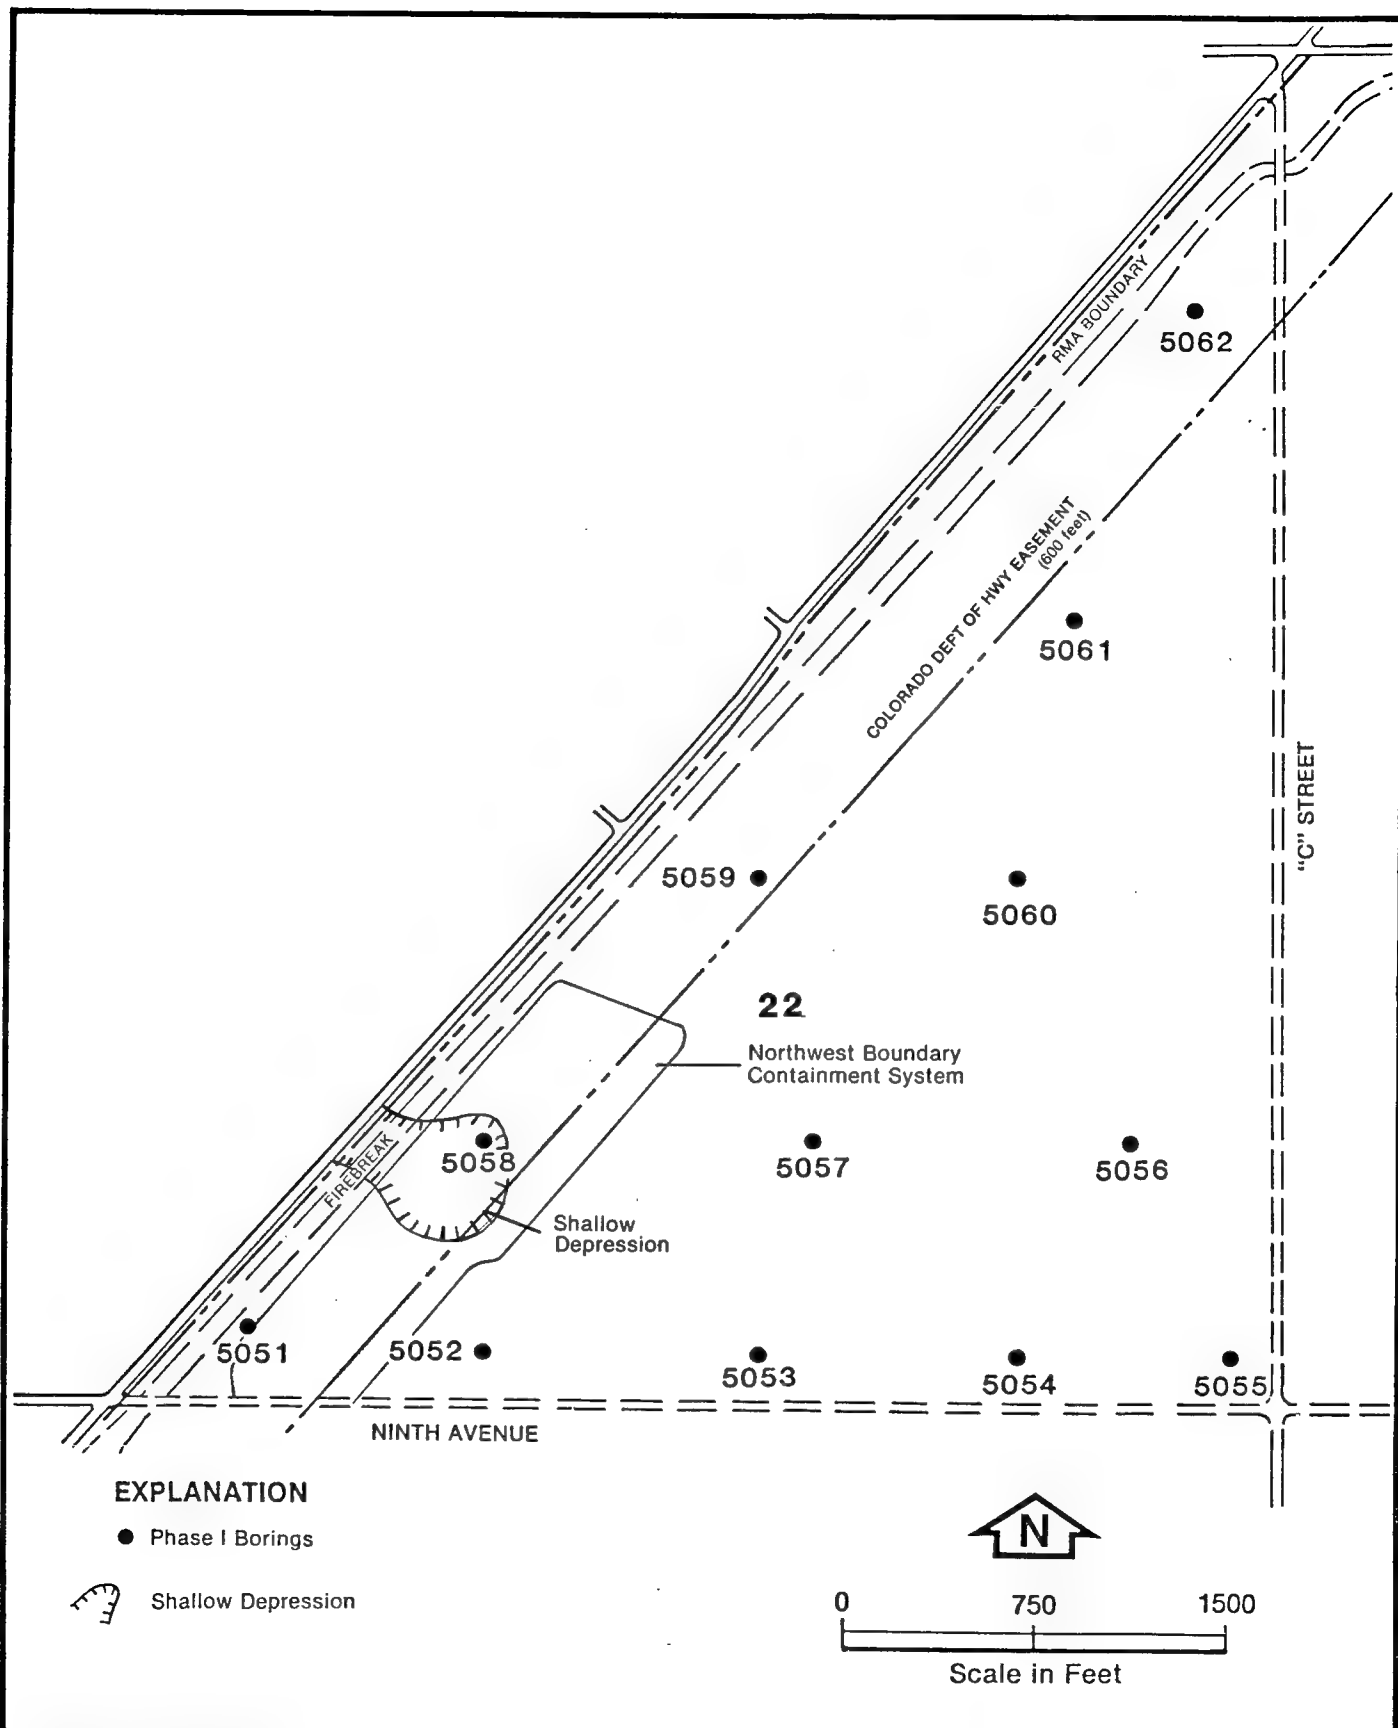 RMA BOUNDARY
5062
COLORADO DEPT OF HWY EASEMENT
(600 feet)
5061
"C" STREET
5059
5060
22
Northwest Boundary
Containment System
5058
5057
5056
FIREBREAK
Shallow
Depression
5051
5052
5053
5054
5055
NINTH AVENUE
EXPLANATION
Phase I Borings
Shallow Depression
N
0 750 1500
Scale in Feet